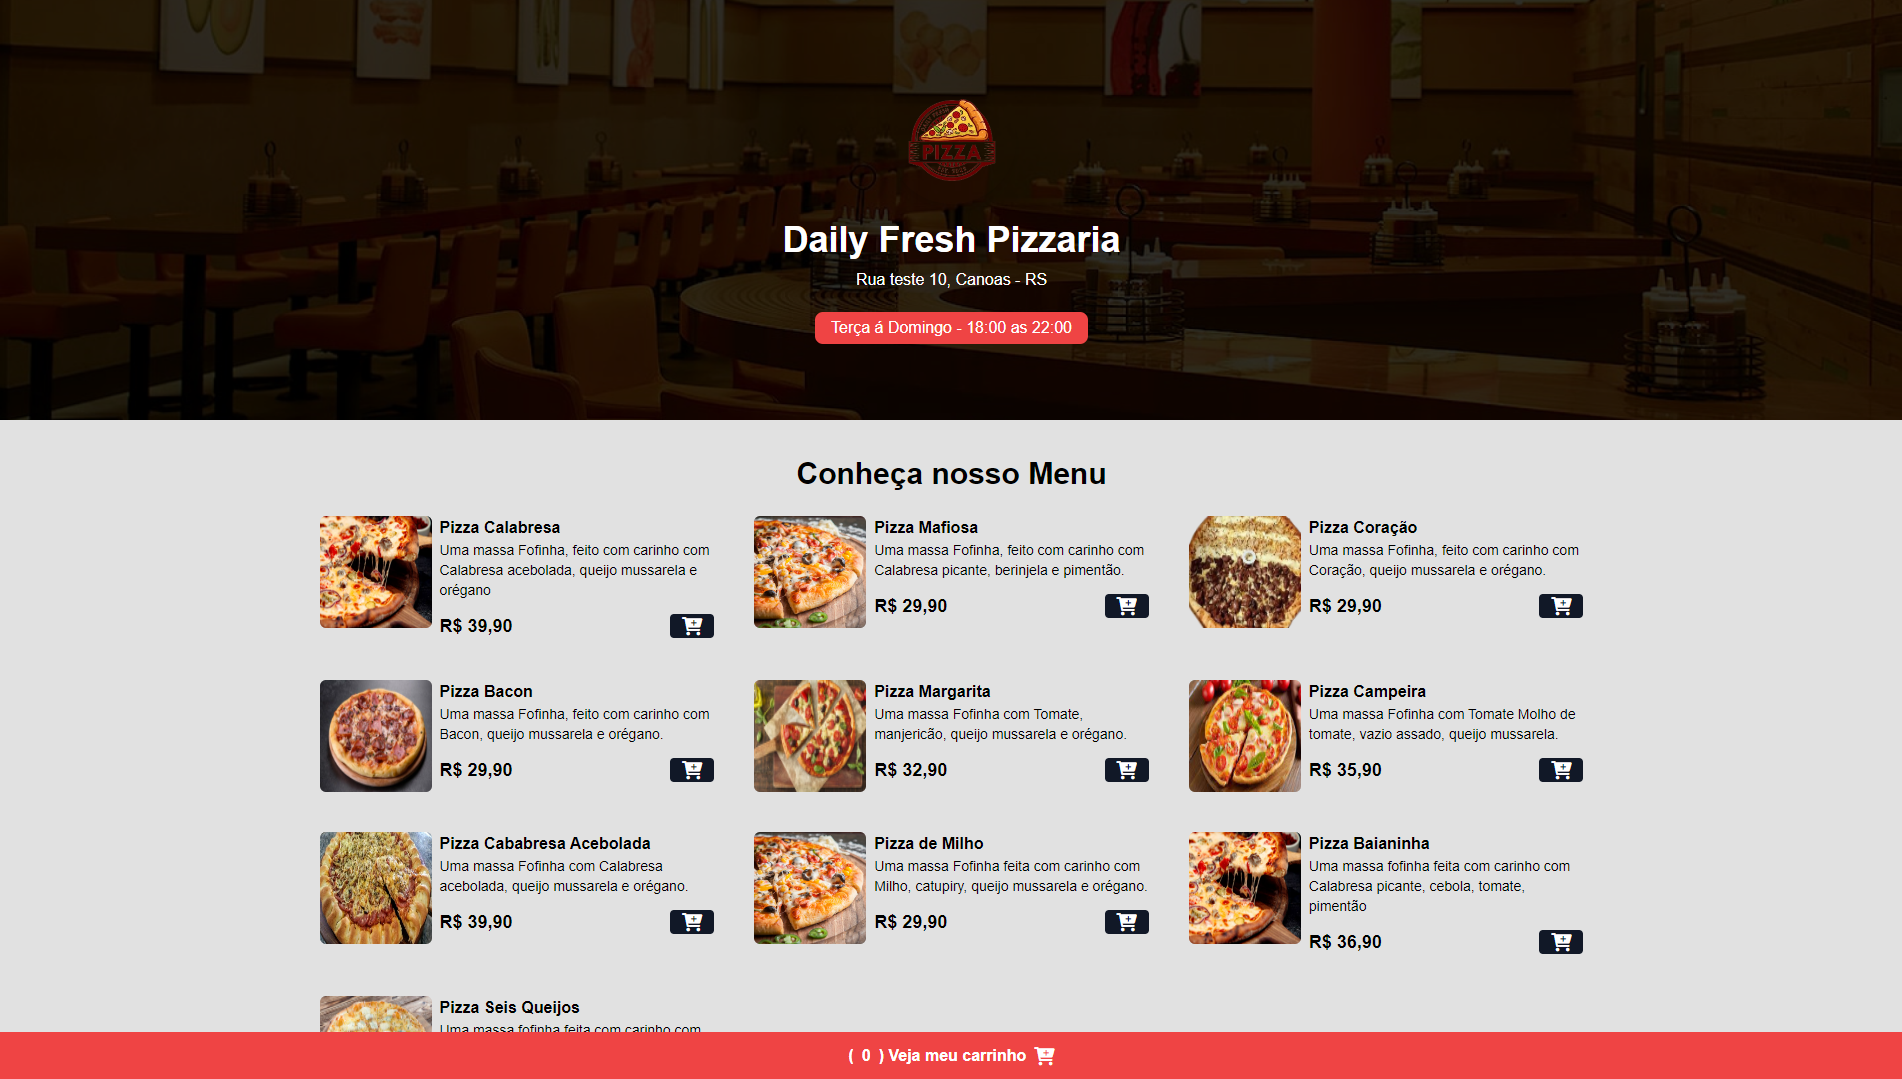 PIZZA
Daily Fresh Pizzaria
Rua teste 10, Canoas - RS
Terça á Domingo - 18:00 as 22:00
Conheça nosso Menu
Pizza Calabresa
Uma massa Fofinha, feito com carinho com
Calabresa acebolada, queijo mussarela e
orégano
R$ 39,90
Pizza Mafiosa
Uma massa Fofinha, feito com carinho com
Calabresa picante, berinjela e pimentão.
R$ 29,90
Pizza Coração
Uma massa Fofinha, feito com carinho com
Coração, queijo mussarela e orégano.
R$ 29,90
Pizza Bacon
Uma massa Fofinha, feito com carinho com
Bacon, queijo mussarela e orégano.
R$ 29,90
Pizza Margarita
Uma massa Fofinha com Tomate,
manjericão, queijo mussarela e orégano.
R$ 32,90
Pizza Campeira
Uma massa Fofinha com Tomate Molho de
tomate, vazio assado, queijo mussarela.
R$ 35,90
Pizza Cababresa Acebolada
Uma massa Fofinha com Calabresa
acebolada, queijo mussarela e orégano.
R$ 39,90
Pizza de Milho
Uma massa Fofinha feita com carinho com
Milho, catupiry, queijo mussarela e orégano.
R$ 29,90
Pizza Baianinha
Uma massa fofinha feita com carinho com
Calabresa picante, cebola, tomate,
pimentão
R$ 36,90
Pizza Seis Queijos
Uma massa fofinha feita com carinho com
( 0 ) Veja meu carrinho